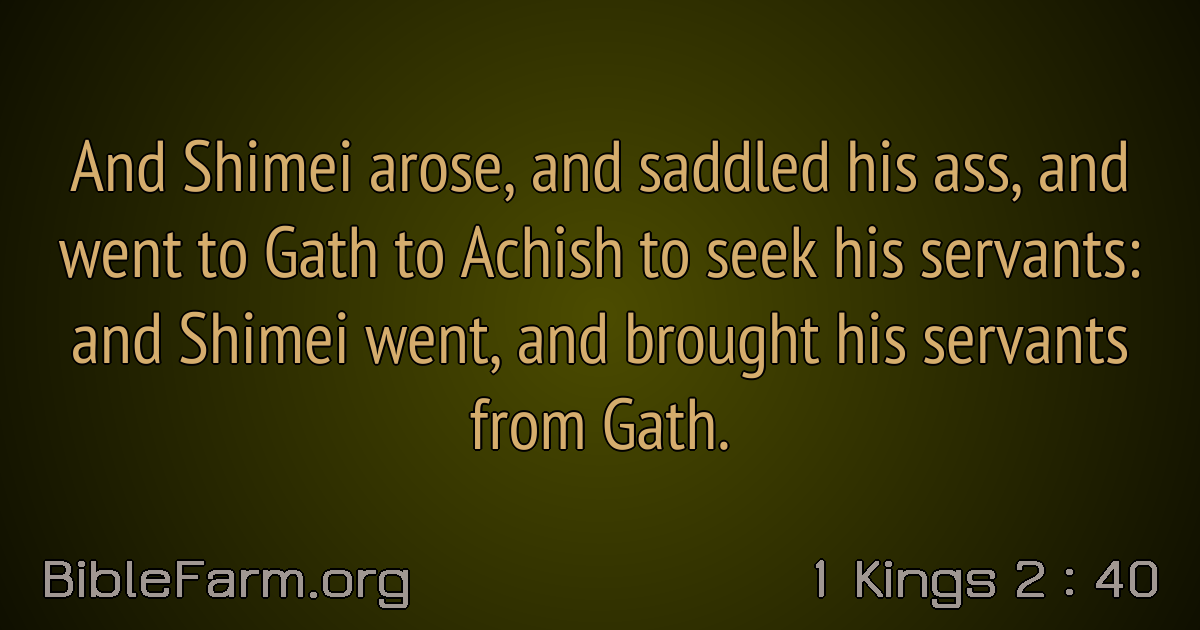 And Shimei arose, and saddled his ass, and
went to Gath to Achish to seek his servants:
and Shimei went, and brought his servants
from Gath.
BibleFarm.org
1 Kings 2 : 40